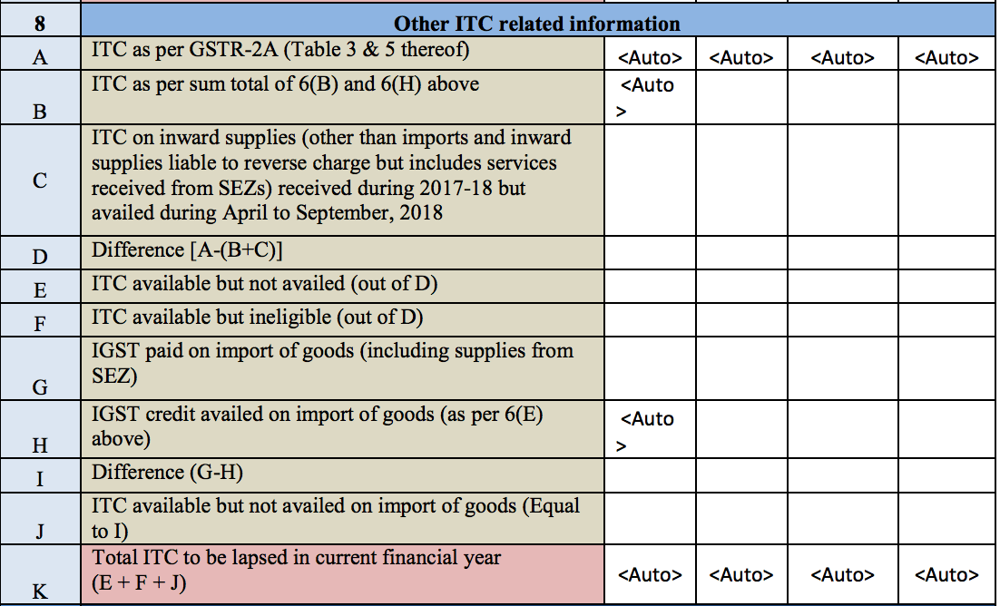 8 Other ITC related information
A ITC as per GSTR-2A (Table 3 & 5 thereof) <Auto> <Auto> <Auto> <Auto>
B ITC as per sum total of 6(B) and 6(H) above <Auto
>
C ITC on inward supplies (other than imports and inward
supplies liable to reverse charge but includes services
received from SEZs) received during 2017-18 but
availed during April to September, 2018
D Difference [A-(B+C)]
E ITC available but not availed (out of D)
F ITC available but ineligible (out of D)
G IGST paid on import of goods (including supplies from
SEZ)
H IGST credit availed on import of goods (as per 6(E) <Auto
above) >
I Difference (G-H)
J ITC available but not availed on import of goods (Equal
to I)
K Total ITC to be lapsed in current financial year
(E + F + J) <Auto> <Auto> <Auto> <Auto>